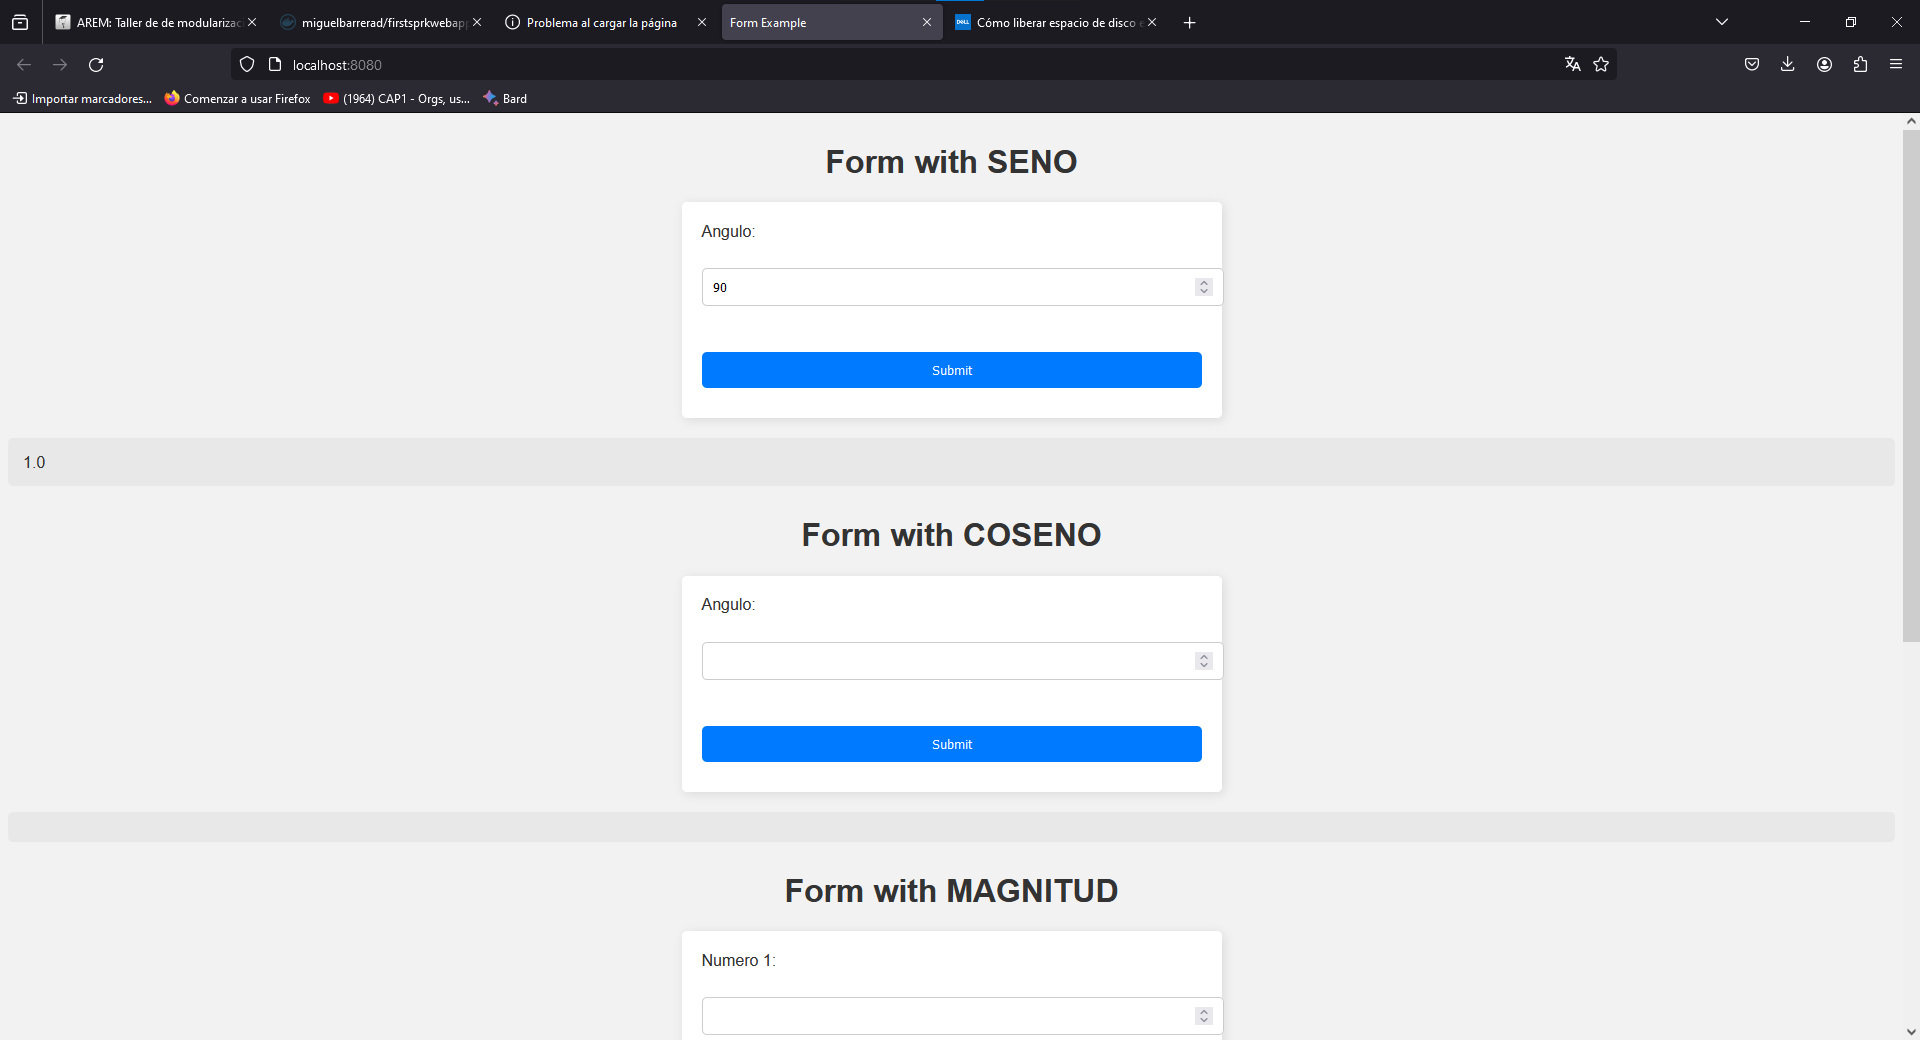 AREM: Taller de de modularizac
miguelbarrerad/firstsprkwebapp
Problema al cargar la página
Form Example
DELL
Cómo liberar espacio de disco e
localhost:8080
Importar marcadores...
Comenzar a usar Firefox
(1964) CAP1 - Orgs, us...
Bard
Form with SENO
Angulo:
90
Submit
1.0
Form with COSENO
Angulo:
Submit
Form with MAGNITUD
Numero 1: